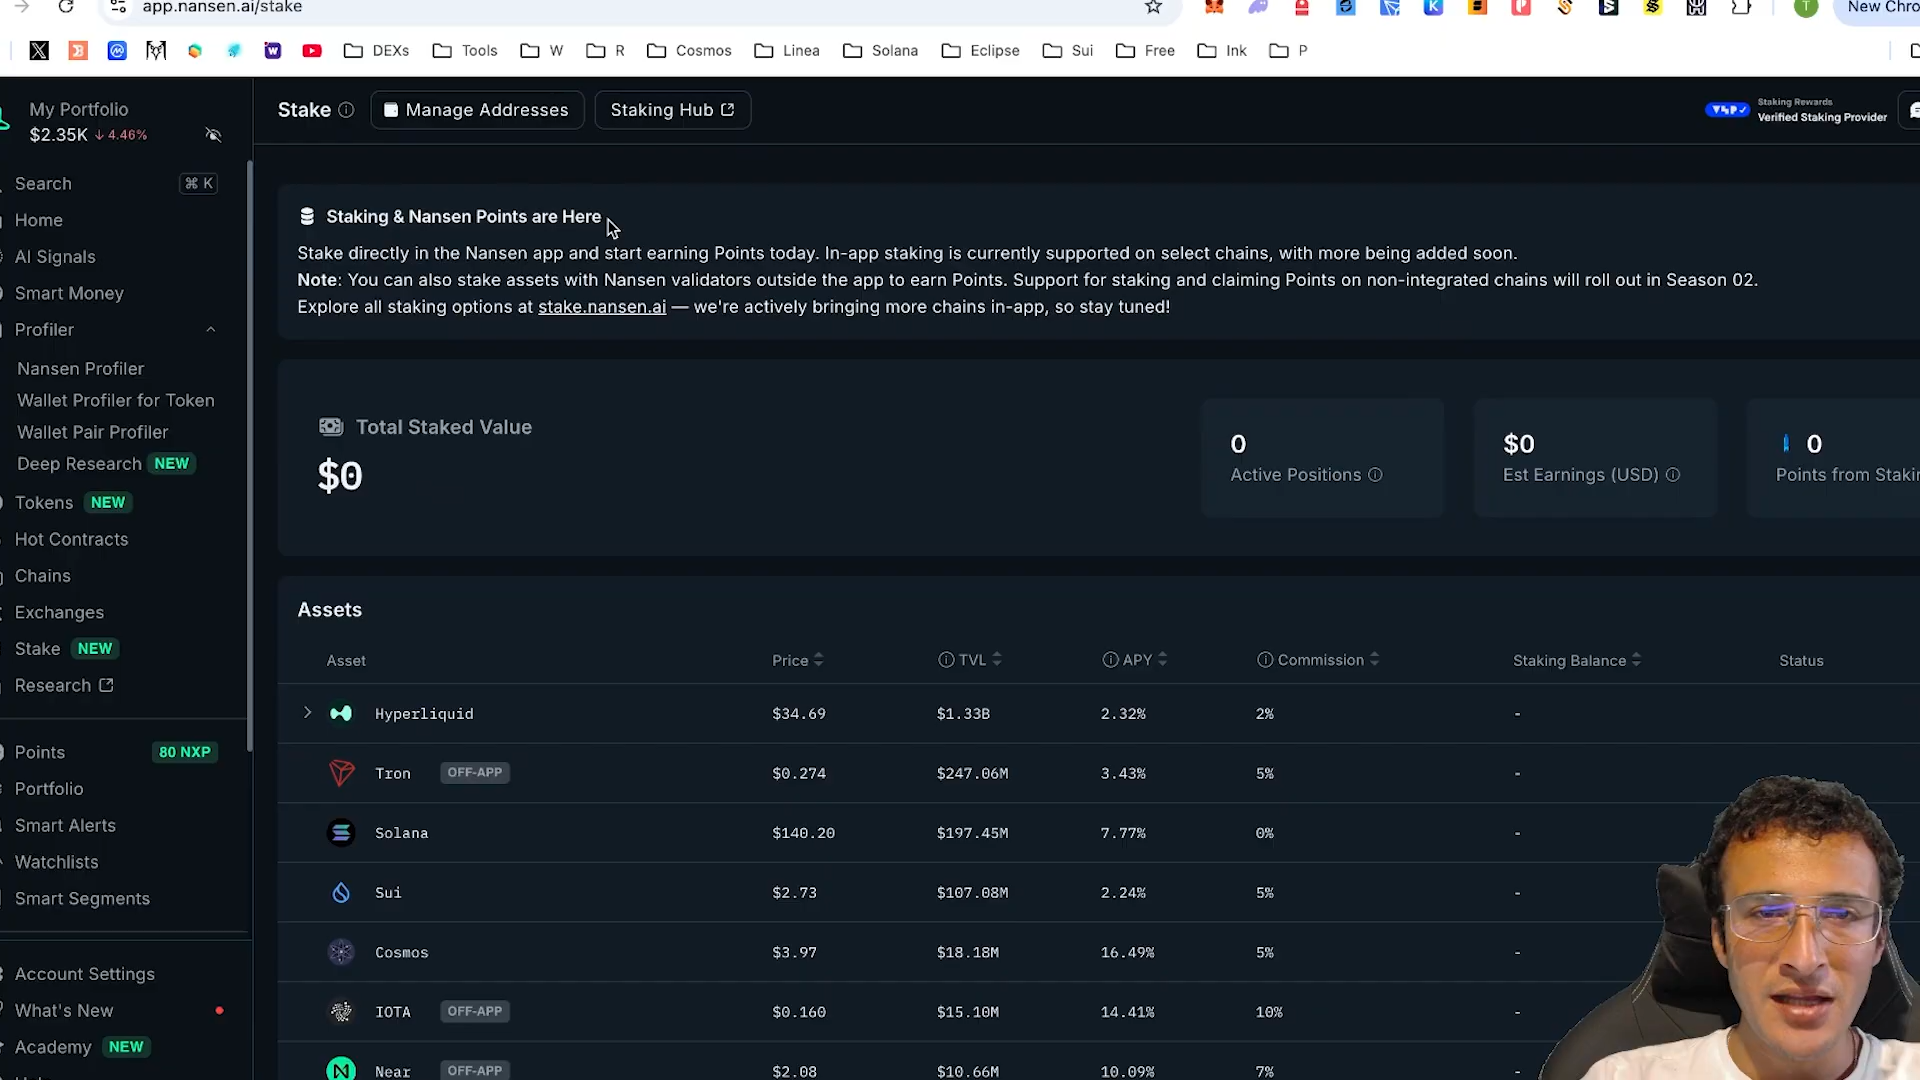 app.nansen.ai/stake
New Chro
DEXs
Tools
W
R
Cosmos
Linea
Solana
Eclipse
Sui
Free
Ink
P
My Portfolio
$2.35K ↓ 4.46%
Search ⌘ K
Home
AI Signals
Smart Money
Profiler
Nansen Profiler
Wallet Profiler for Token
Wallet Pair Profiler
Deep Research NEW
Tokens NEW
Hot Contracts
Chains
Exchanges
Stake NEW
Research
Points 80 NXP
Portfolio
Smart Alerts
Watchlists
Smart Segments
Account Settings
What's New
Academy NEW
Stake
Manage Addresses
Staking Hub
VSP
Staking Rewards
Verified Staking Provider
Staking & Nansen Points are Here
Stake directly in the Nansen app and start earning Points today. In-app staking is currently supported on select chains, with more being added soon.
Note: You can also stake assets with Nansen validators outside the app to earn Points. Support for staking and claiming Points on non-integrated chains will roll out in Season 02.
Explore all staking options at stake.nansen.ai — we're actively bringing more chains in-app, so stay tuned!
Total Staked Value
$0
0
Active Positions
$0
Est Earnings (USD)
0
Points from Stakin
Assets
Asset Price TVL APY Commission Staking Balance Status
Hyperliquid $34.69 $1.33B 2.32% 2% -
Tron OFF-APP $0.274 $247.06M 3.43% 5% -
Solana $140.20 $197.45M 7.77% 0% -
Sui $2.73 $107.08M 2.24% 5% -
Cosmos $3.97 $18.18M 16.49% 5% -
IOTA OFF-APP $0.160 $15.10M 14.41% 10% -
Near OFF-APP $2.08 $10.66M 10.09% 7% -